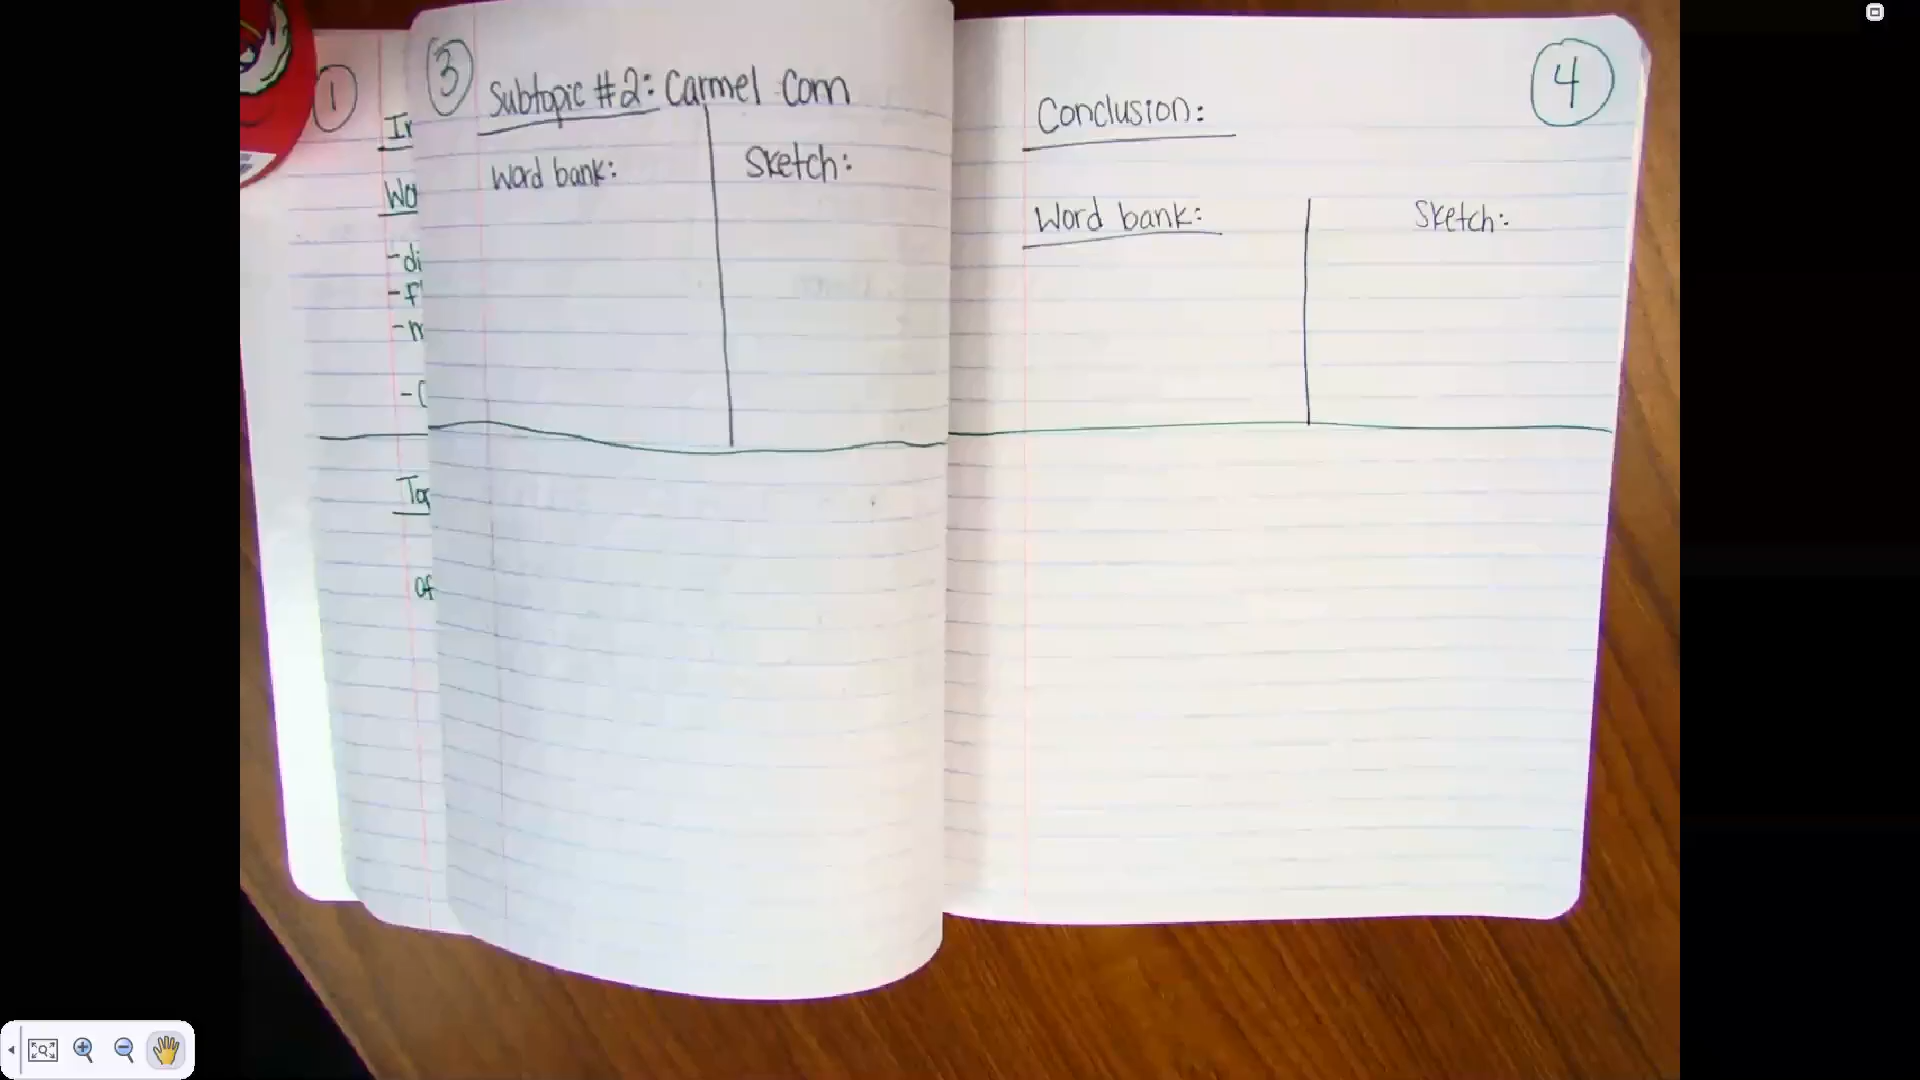 1
3
Subtopic #2: Carmel Corn
Word bank:
Sketch:
4
Conclusion:
Word bank:
Sketch: